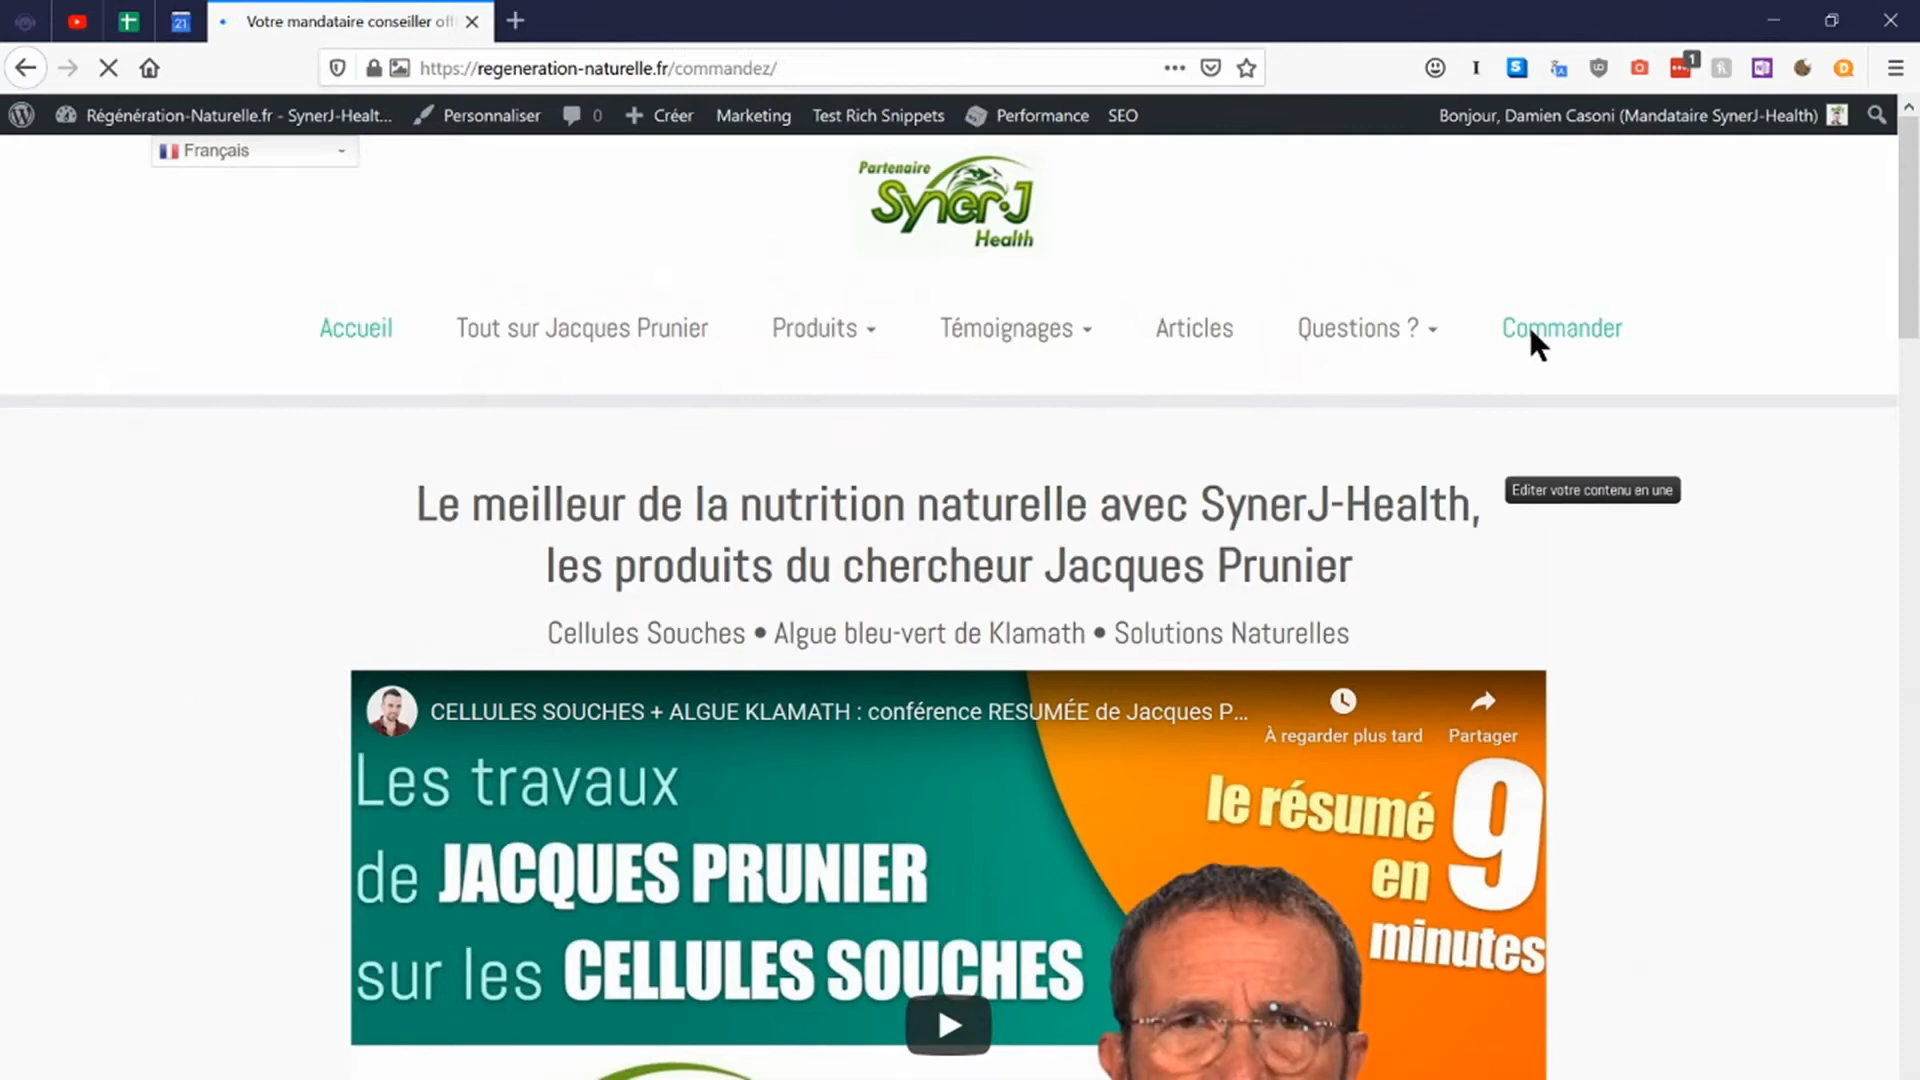 21
Votre mandataire conseiller off
https://regeneration-naturelle.fr/commandez/
1
Régénération-Naturelle.fr - SynerJ-Healt...
Personnaliser
0
Créer
Marketing
Test Rich Snippets
Performance
SEO
Bonjour, Damien Casoni (Mandataire SynerJ-Health)
Français
Partenaire
Syner.J
Health
Accueil
Tout sur Jacques Prunier
Produits
Témoignages
Articles
Questions ?
Commander
Le meilleur de la nutrition naturelle avec SynerJ-Health,
les produits du chercheur Jacques Prunier
Editer votre contenu en une
Cellules Souches • Algue bleu-vert de Klamath • Solutions Naturelles
CELLULES SOUCHES + ALGUE KLAMATH : conférence RESUMÉE de Jacques P...
À regarder plus tard
Partager
Les travaux
de JACQUES PRUNIER
sur les CELLULES SOUCHES
le résumé
en 9
minutes